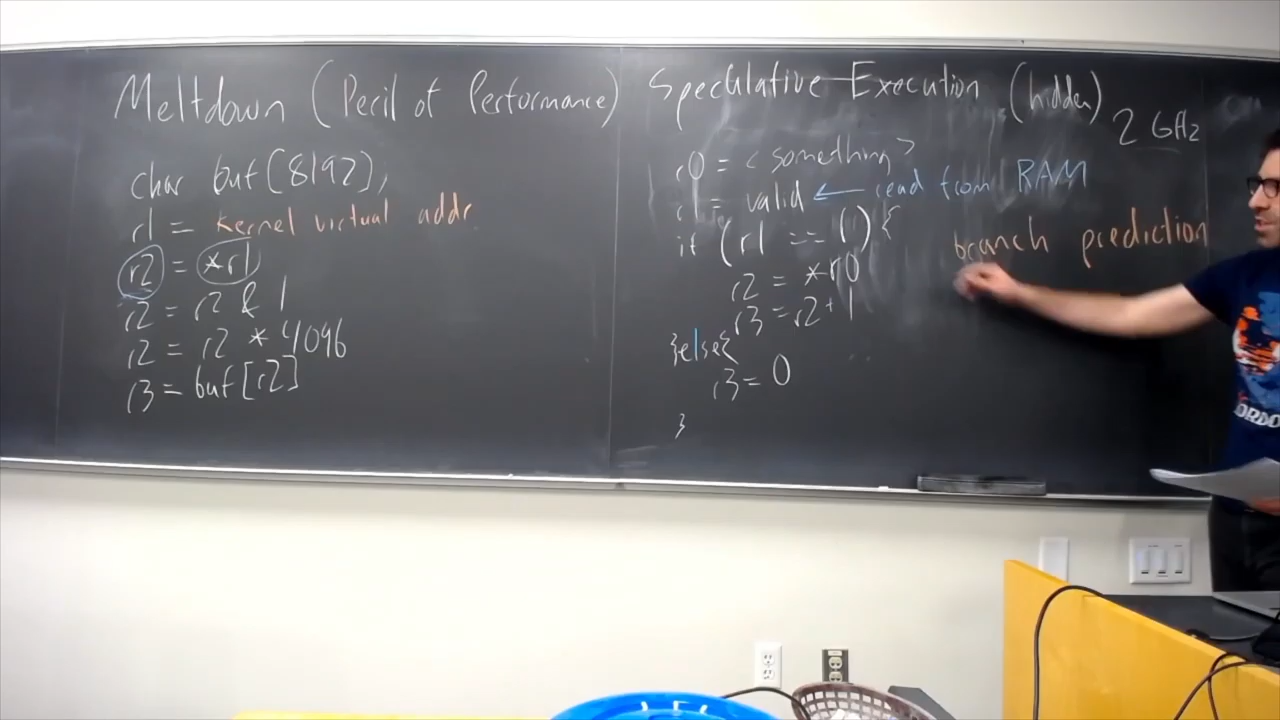 Meltdown (Peril of Performance)
char buf[8192];
r1 = kernel virtual addr.
r2 = *r1
r2 = r2 & 1
r2 = r2 * 4096
r3 = buf[r2]
Speculative Execution (hidden)
2 GHz
r0 = <something>
r1 = valid ← read from RAM
if (r1 == 1) {
branch prediction
r2 = *r0
r3 = r2 + 1
}else{
r3 = 0
}